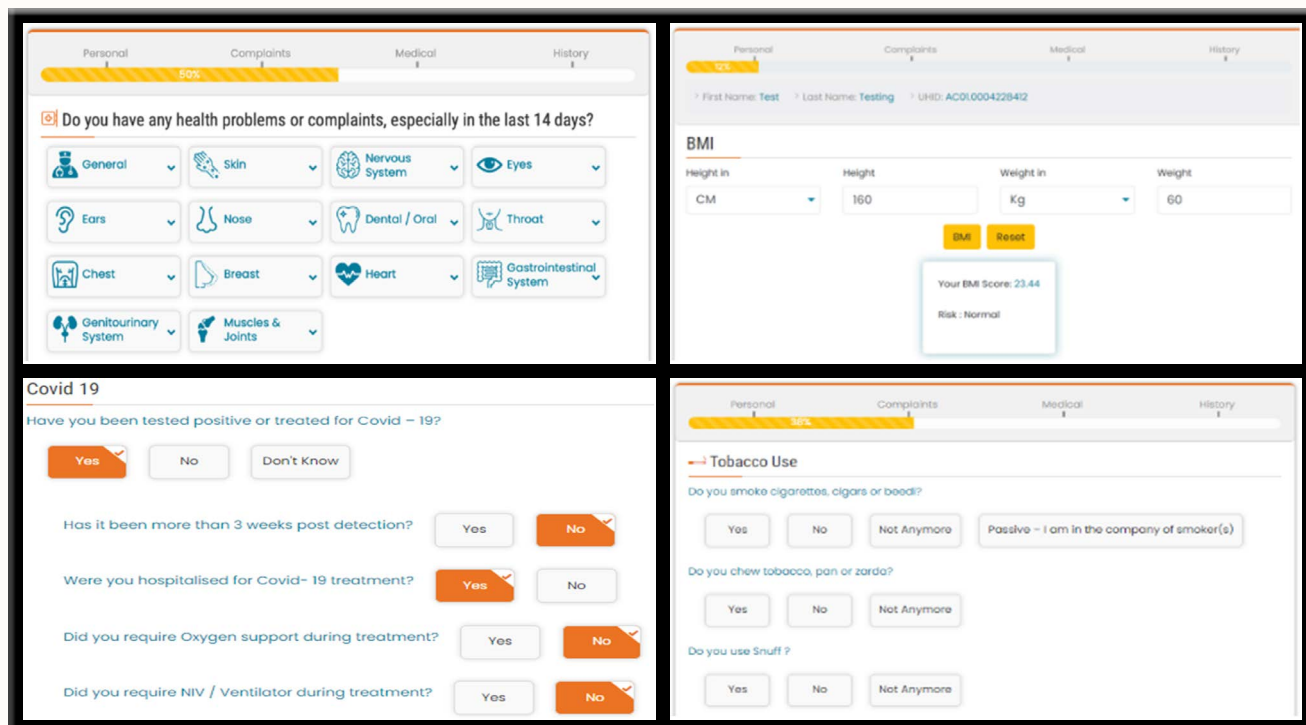 Personal Complaints Medical History
50%
Do you have any health problems or complaints, especially in the last 14 days?
General
Skin
Nervous
System
Eyes
Ears
Nose
Dental / Oral
Throat
Chest
Breast
Heart
Gastrointestinal
System
Genitourinary
System
Muscles &
Joints
Personal Complaints Medical History
12%
First Name: Test Last Name: Testing UHID: AC01.0004228412
BMI
Height in Height Weight in Weight
CM 160 Kg 60
BMI Reset
Your BMI Score: 23.44
Risk : Normal
Covid 19
Have you been tested positive or treated for Covid – 19?
Yes No Don't Know
Has it been more than 3 weeks post detection? Yes No
Were you hospitalised for Covid- 19 treatment? Yes No
Did you require Oxygen support during treatment? Yes No
Did you require NIV / Ventilator during treatment? Yes No
Personal Complaints Medical History
38%
Tobacco Use
Do you smoke cigarettes, cigars or beedi?
Yes No Not Anymore Passive – I am in the company of smoker(s)
Do you chew tobacco, pan or zarda?
Yes No Not Anymore
Do you use Snuff ?
Yes No Not Anymore